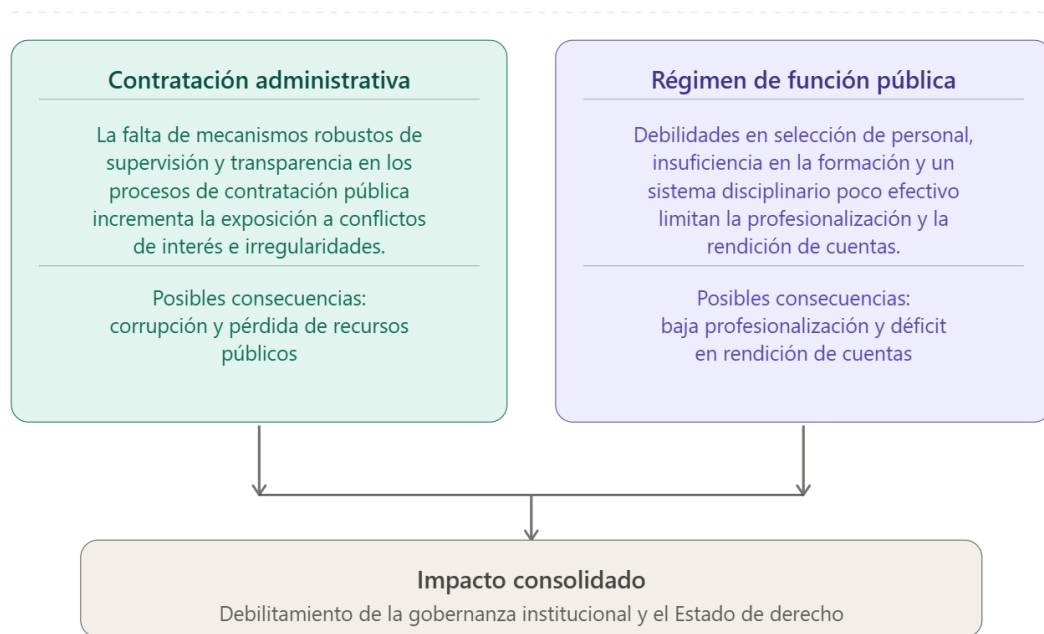 Contratación administrativa
La falta de mecanismos robustos de
supervisión y transparencia en los
procesos de contratación pública
incrementa la exposición a conflictos
de interés e irregularidades.
Posibles consecuencias:
corrupción y pérdida de recursos
públicos
Régimen de función pública
Debilidades en selección de personal,
insuficiencia en la formación y un
sistema disciplinario poco efectivo
limitan la profesionalización y la
rendición de cuentas.
Posibles consecuencias:
baja profesionalización y déficit
en rendición de cuentas
Impacto consolidado
Debilitamiento de la gobernanza institucional y el Estado de derecho